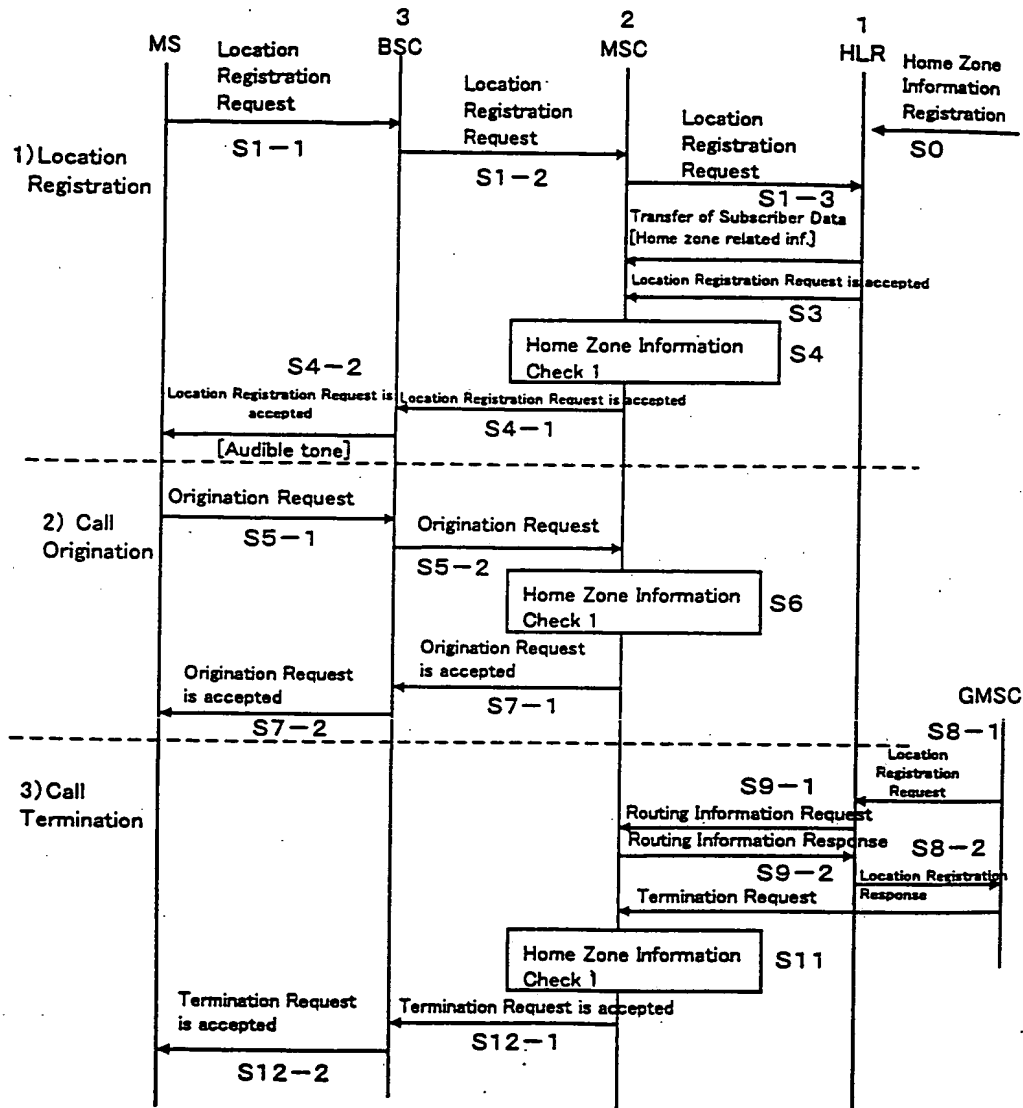 3
2
1
MS
BSC
MSC
HLR
Location
Registration
Request
S1-1
Location
Registration
Request
S1-2
Location
Registration
Request
S1-3
Home Zone
Information
Registration
S0
1)Location
Registration
Transfer of Subscriber Data
[Home zone related inf.]
Location Registration Request is accepted
S3
Home Zone Information
Check 1
S4
S4-2
Location Registration Request is
accepted
Location Registration Request is accepted
S4-1
[Audible tone]
2) Call
Origination
Origination Request
S5-1
Origination Request
S5-2
Home Zone Information
Check 1
S6
Origination Request
is accepted
S7-1
Origination Request
is accepted
S7-2
GMSC
S8-1
3)Call
Termination
Location
Registration
Request
S9-1
Routing Information Request
Routing Information Response
S9-2
S8-2
Location Registration
Response
Termination Request
Home Zone Information
Check 1
S11
Termination Request
is accepted
Termination Request is accepted
S12-1
S12-2